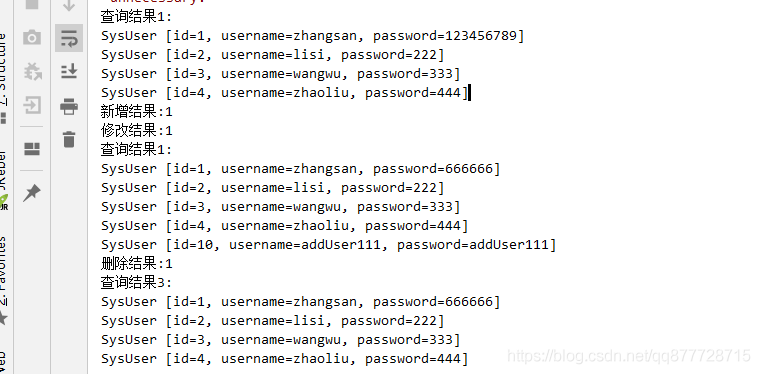 unnecessary.
查询结果1:
SysUser [id=1, username=zhangsan, password=123456789]
SysUser [id=2, username=lisi, password=222]
SysUser [id=3, username=wangwu, password=333]
SysUser [id=4, username=zhaoliu, password=444]
新增结果:1
修改结果:1
查询结果1:
SysUser [id=1, username=zhangsan, password=666666]
SysUser [id=2, username=lisi, password=222]
SysUser [id=3, username=wangwu, password=333]
SysUser [id=4, username=zhaoliu, password=444]
SysUser [id=10, username=addUser111, password=addUser111]
删除结果:1
查询结果3:
SysUser [id=1, username=zhangsan, password=666666]
SysUser [id=2, username=lisi, password=222]
SysUser [id=3, username=wangwu, password=333]
SysUser [id=4, username=zhaoliu, password=444]
https://blog.csdn.net/qq877728715
Z: Structure
JRebel
JR
2: Favorites
Web